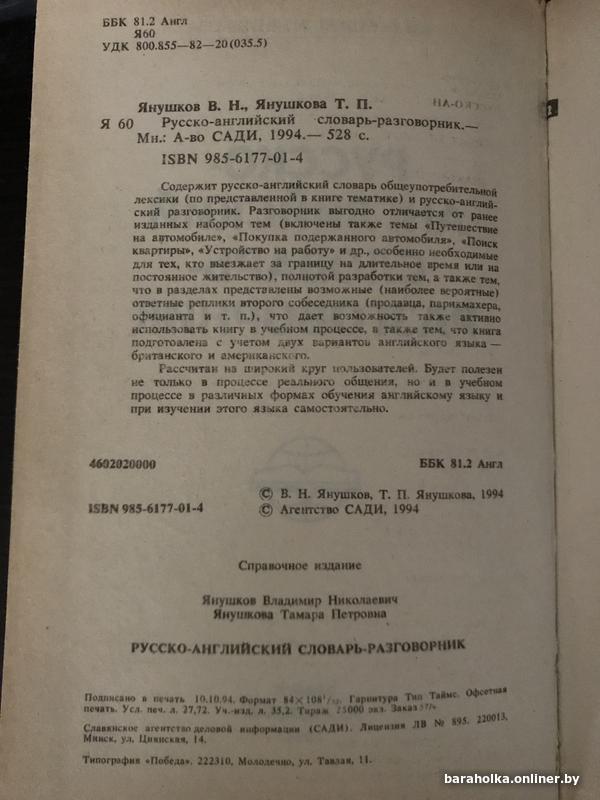 ББК 81.2 Англ
Я60
УДК 800.855—82—20(035.5)
Янушков В. Н., Янушкова Т. П.
Я 60 Русско-английский словарь-разговорник.—
Мн.: А-во САДИ, 1994.— 528 с.
ISBN 985-6177-01-4
Содержит русско-английский словарь общеупотребительной
лексики (по представленной в книге тематике) и русско-англий-
ский разговорник. Разговорник выгодно отличается от ранее
изданных набором тем (включены также темы «Путешествие
на автомобиле», «Покупка подержанного автомобиля», «Поиск
квартиры», «Устройство на работу» и др., особенно необходимые
для тех, кто выезжает за границу на длительное время или на
постоянное жительство), полнотой разработки тем, а также тем,
что в разделах представлены возможные (наиболее вероятные)
ответные реплики второго собеседника (продавца, парикмахера,
официанта и т. п.), что дает возможность также активно
использовать книгу в учебном процессе, а также тем, что книга
подготовлена с учетом двух вариантов английского языка —
британского и американского.
Рассчитан на широкий круг пользователей. Будет полезен
не только в процессе реального общения, но и в учебном
процессе в различных формах обучения английскому языку и
при изучении этого языка самостоятельно.
4602020000 ББК 81.2 Англ
© В. Н. Янушков, Т. П. Янушкова, 1994
ISBN 985-6177-01-4 © Агентство САДИ, 1994
Справочное издание
Янушков Владимир Николаевич
Янушкова Тамара Петровна
РУССКО-АНГЛИЙСКИЙ СЛОВАРЬ-РАЗГОВОРНИК
Подписано в печать 10.10.94. Формат 84×108¹/₃₂. Гарнитура Тип Таймс. Офсетная
печать. Усл. печ. л. 27,72. Уч.-изд. л. 35,2. Тираж 25000 экз. Заказ
Славянское агентство деловой информации (САДИ). Лицензия ЛВ № 895. 220013,
Минск, ул. Цнянская, 14.
Типография «Победа». 222310, Молодечно, ул. Тавлая, 11.
baraholka.onliner.by